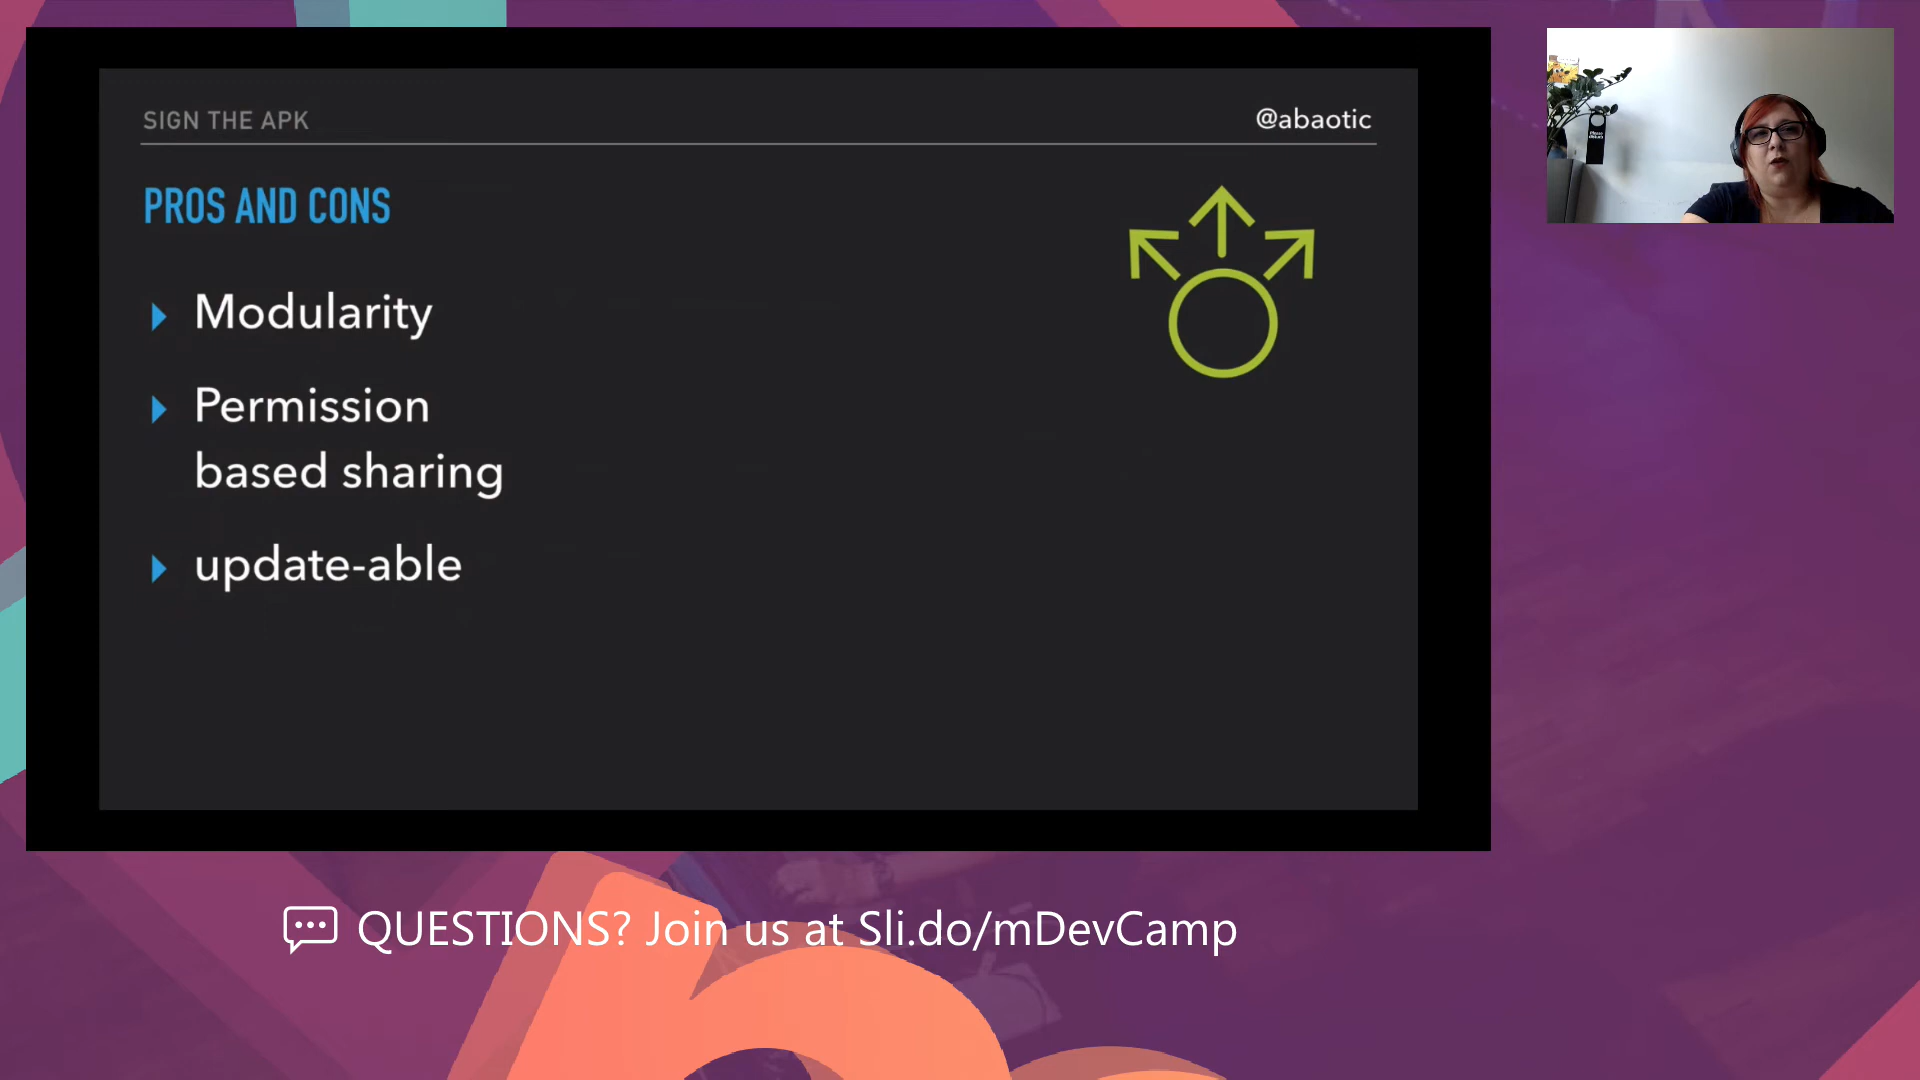 SIGN THE APK
@abaotic
PROS AND CONS
Modularity
Permission
based sharing
update-able
QUESTIONS? Join us at Sli.do/mDevCamp